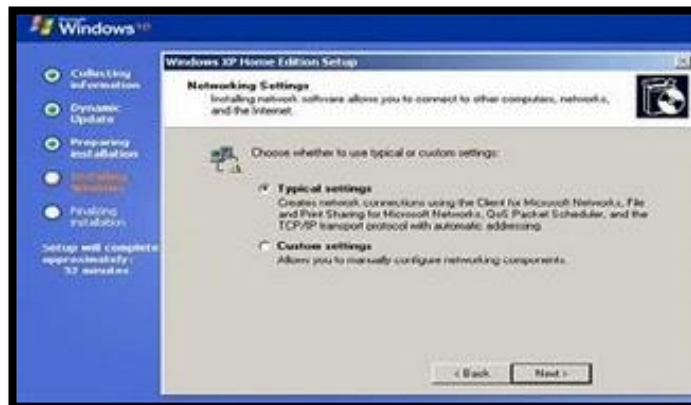 Microsoft
Windows xp
Windows XP Home Edition Setup
Collecting
information
Dynamic
Update
Preparing
installation
Installing
Windows
Finalizing
installation
Setup will complete
approximately:
Networking Settings
Installing network software allows you to connect to other computers, networks,
and the Internet.
Choose whether to use typical or custom settings:
Typical settings
Creates network connections using the Client for Microsoft Networks, File
and Print Sharing for Microsoft Networks, QoS Packet Scheduler, and the
TCP/IP transport protocol with automatic addressing.
Custom settings
Allows you to manually configure networking components.
< Back
Next >